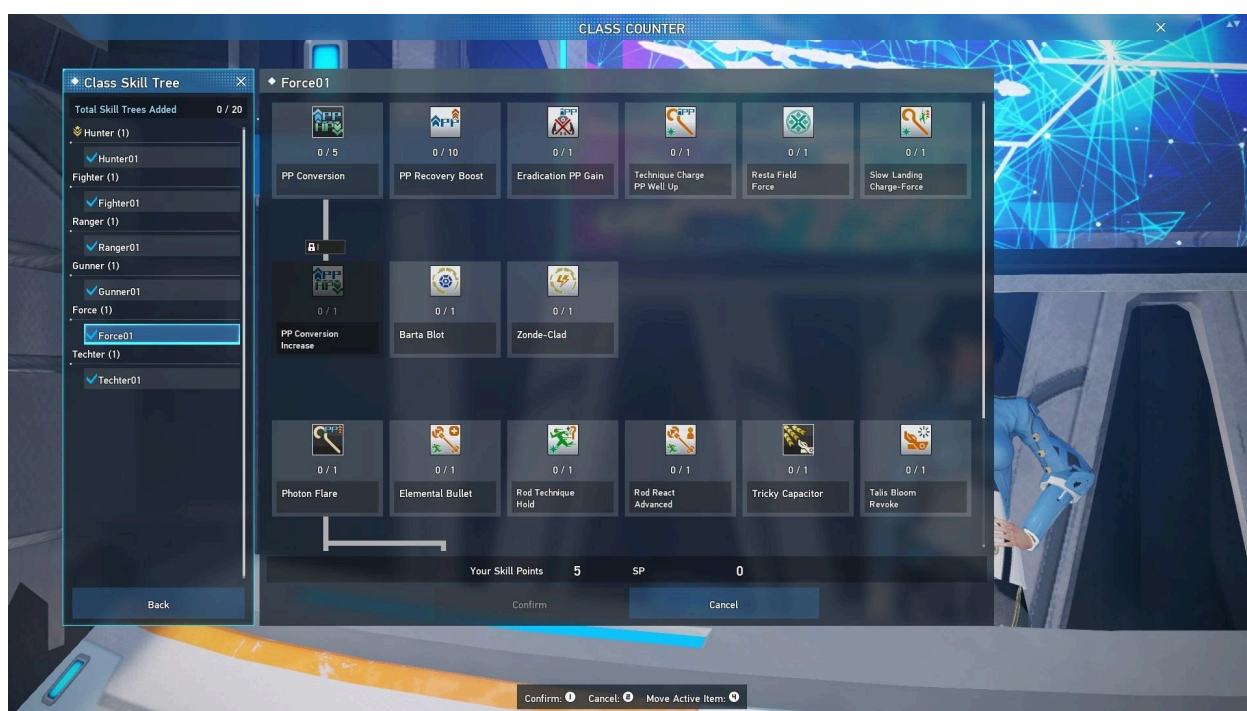 CLASS COUNTER
Class Skill Tree
Total Skill Trees Added 0 / 20
Hunter (1)
Hunter01
Fighter (1)
Fighter01
Ranger (1)
Ranger01
Gunner (1)
Gunner01
Force (1)
Force01
Techter (1)
Techter01
Back
Force01
0 / 5 0 / 10 0 / 1 0 / 1 0 / 1 0 / 1
PP Conversion PP Recovery Boost Eradication PP Gain Technique Charge Resta Field Slow Landing
PP Well Up Force Charge-Force
0 / 1 0 / 1 0 / 1
PP Conversion Barta Blot Zonde-Clad
Increase
0 / 1 0 / 1 0 / 1 0 / 1 0 / 1 0 / 1
Photon Flare Elemental Bullet Rod Technique Rod React Tricky Capacitor Talis Bloom
Hold Advanced Revoke
Your Skill Points 5 SP 0
Confirm Cancel
Confirm: 1 Cancel: 2 Move Active Item: 4